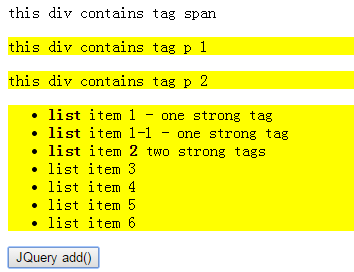 this div contains tag span
this div contains tag p 1
this div contains tag p 2
list item 1 - one strong tag
list item 1-1 - one strong tag
list item 2 two strong tags
list item 3
list item 4
list item 5
list item 6
JQuery add()